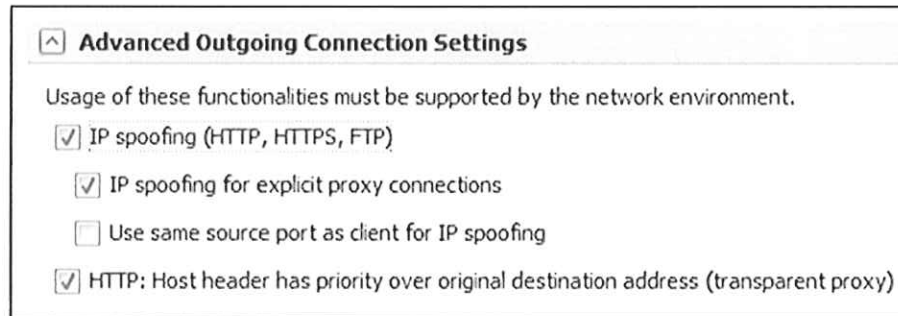 Advanced Outgoing Connection Settings
Usage of these functionalities must be supported by the network environment.
IP spoofing (HTTP, HTTPS, FTP)
IP spoofing for explicit proxy connections
Use same source port as client for IP spoofing
HTTP: Host header has priority over original destination address (transparent proxy)